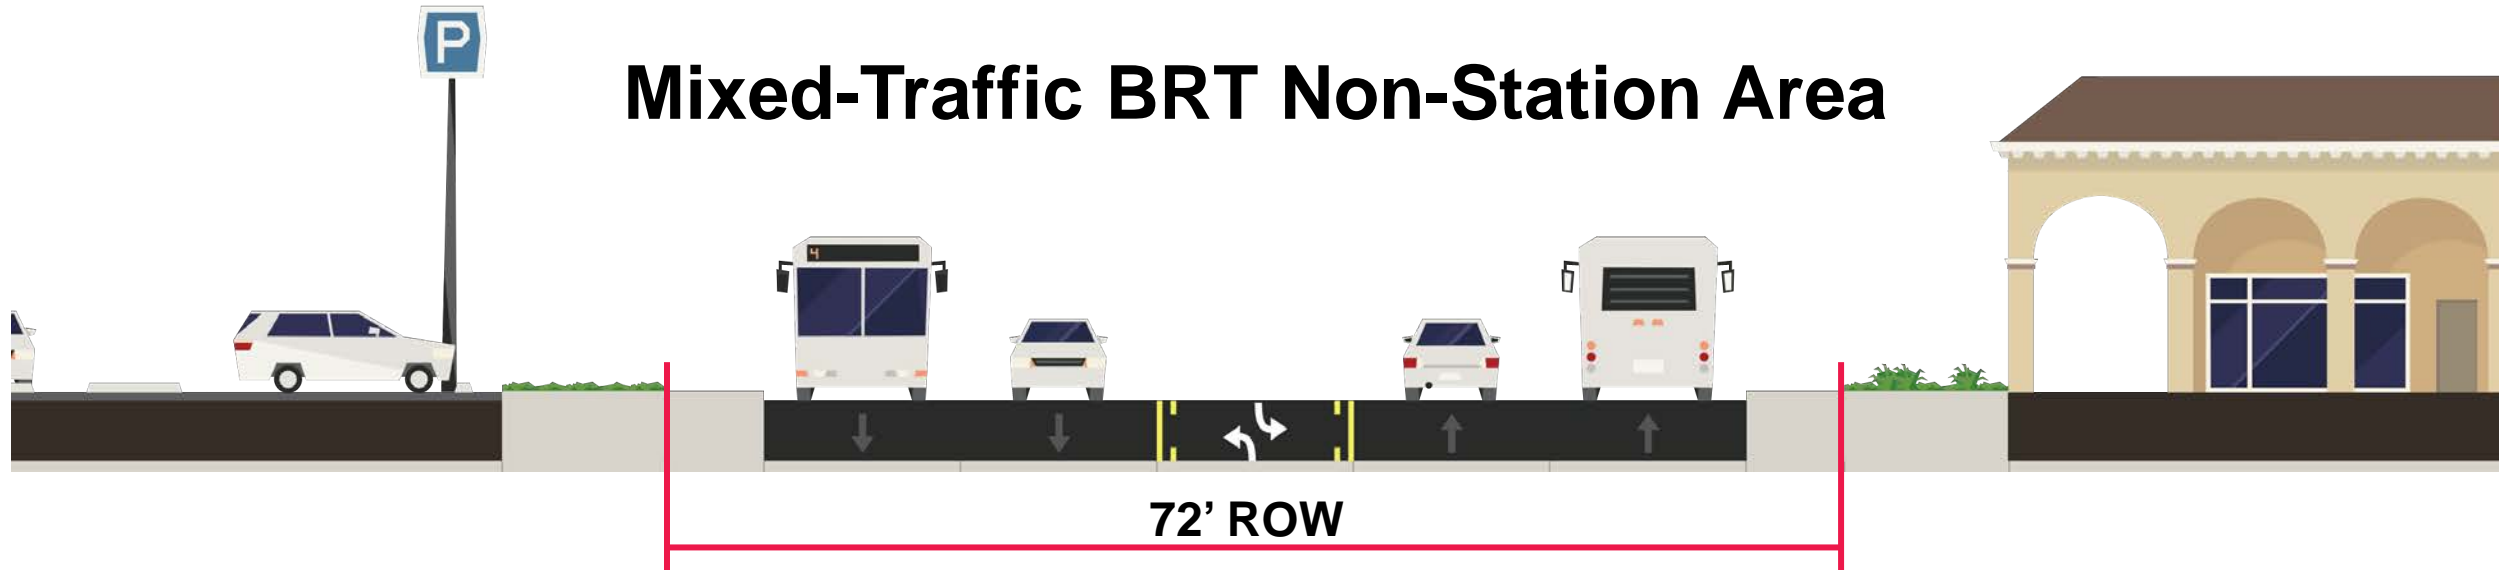 P
Mixed-Traffic BRT Non-Station Area
4
72’ ROW